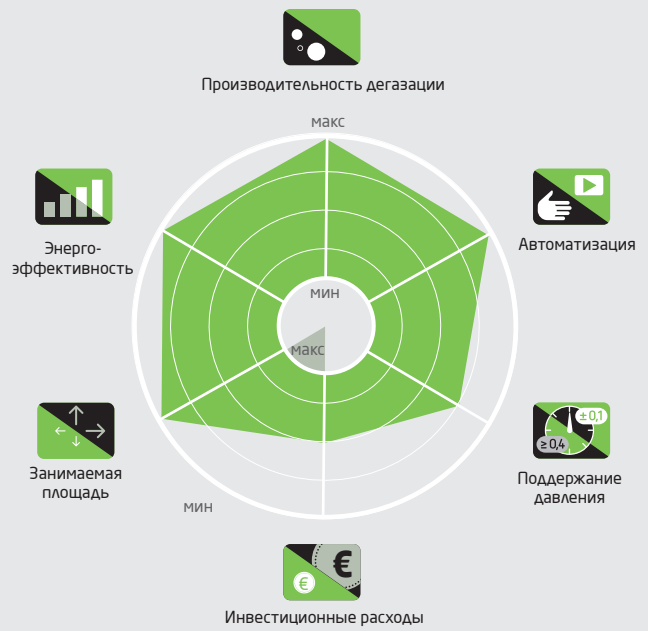 Производительность дегазации
макс
Автоматизация
Энерго-
эффективность
мин
макс
± 0,1
≥ 0,4
Занимаемая
площадь
Поддержание
давления
мин
€
€
Инвестиционные расходы